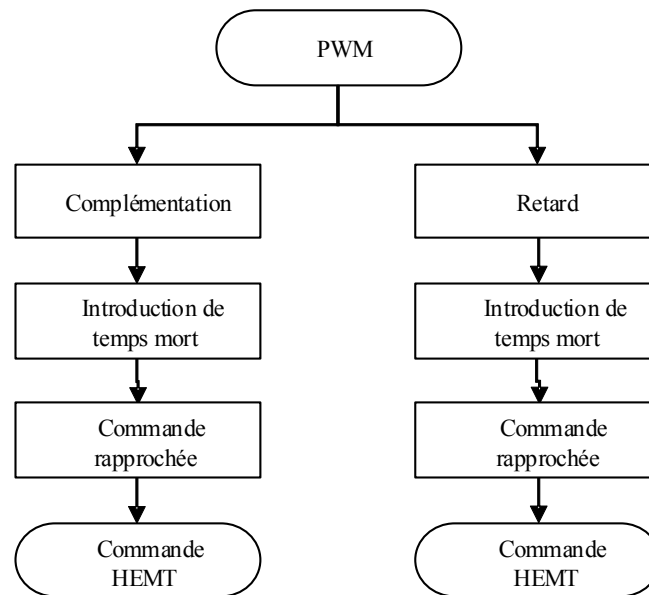 PWM
Complémentation
Retard
Introduction de
temps mort
Introduction de
temps mort
Commande
rapprochée
Commande
rapprochée
Commande
HEMT
Commande
HEMT